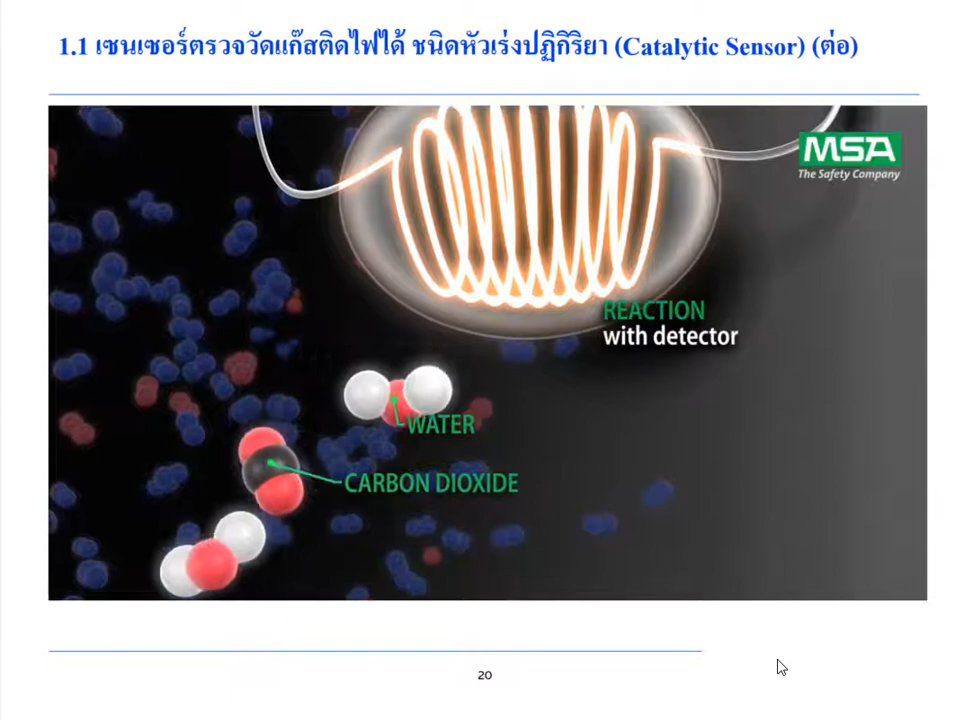 1.1 เซนเซอร์ตรวจวัดแก๊สติดไฟได้ ชนิดหัวเร่งปฏิกิริยา (Catalytic Sensor) (ต่อ)
MSA
The Safety Company
REACTION
with detector
WATER
CARBON DIOXIDE
20